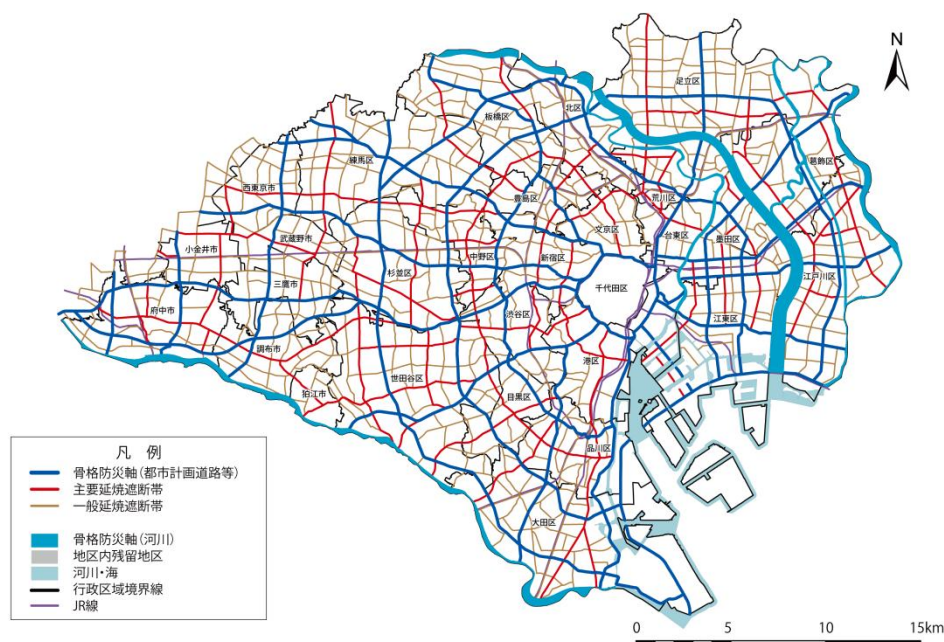 N
足立区
北区
板橋区
葛飾区
練馬区
西東京市
豊島区
荒川区
文京区
台東区
墨田区
武蔵野市
小金井市
中野区
新宿区
杉並区
江戸川区
三鷹市
千代田区
府中市
渋谷区
江東区
調布市
港区
世田谷区
狛江市
目黒区
品川区
大田区
凡 例
骨格防災軸(都市計画道路等)
主要延焼遮断帯
一般延焼遮断帯
骨格防災軸(河川)
地区内残留地区
河川・海
行政区域境界線
JR線
0 5 10 15km